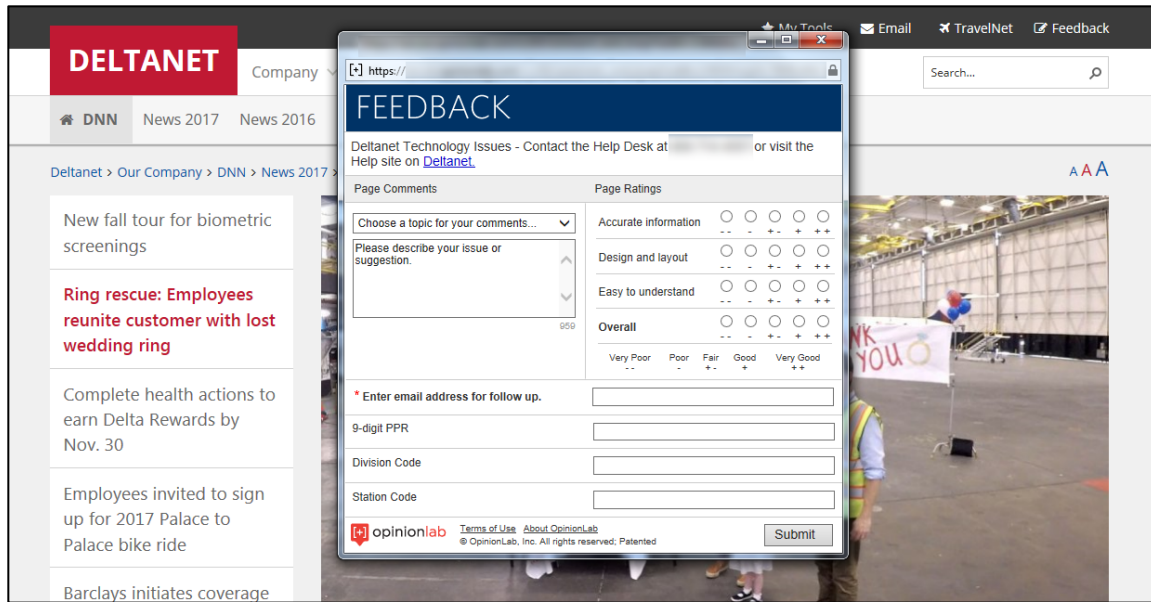 My Tools
Email
TravelNet
Feedback
DELTANET
Company
Search...
DNN
News 2017
News 2016
Deltanet > Our Company > DNN > News 2017 >
A A A
New fall tour for biometric
screenings
Ring rescue: Employees
reunite customer with lost
wedding ring
Complete health actions to
earn Delta Rewards by
Nov. 30
Employees invited to sign
up for 2017 Palace to
Palace bike ride
Barclays initiates coverage
[+] https://
FEEDBACK
Deltanet Technology Issues - Contact the Help Desk at or visit the
Help site on Deltanet.
Page Comments
Choose a topic for your comments...
Please describe your issue or
suggestion.
959
Page Ratings
Accurate information
- - - + - + + +
Design and layout
- - - + - + + +
Easy to understand
- - - + - + + +
Overall
- - - + - + + +
Very Poor Poor Fair Good Very Good
- - - + - + + +
* Enter email address for follow up.
9-digit PPR
Division Code
Station Code
[+] opinionlab
Terms of Use About OpinionLab
© OpinionLab, Inc. All rights reserved; Patented
Submit
NK
YOU